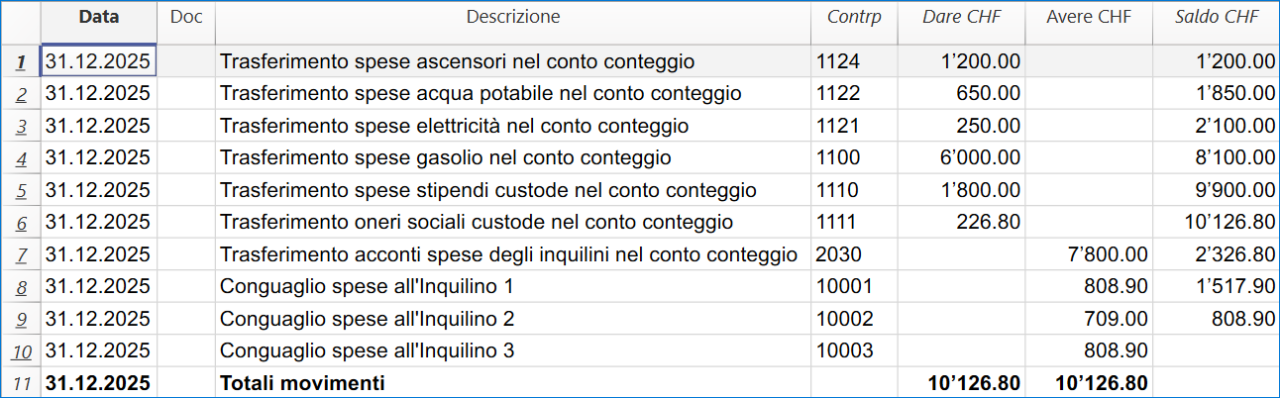 Data Doc Descrizione Contrp Dare CHF Avere CHF Saldo CHF
1 31.12.2025 Trasferimento spese ascensori nel conto conteggio 1124 1’200.00 1’200.00
2 31.12.2025 Trasferimento spese acqua potabile nel conto conteggio 1122 650.00 1’850.00
3 31.12.2025 Trasferimento spese elettricità nel conto conteggio 1121 250.00 2’100.00
4 31.12.2025 Trasferimento spese gasolio nel conto conteggio 1100 6’000.00 8’100.00
5 31.12.2025 Trasferimento spese stipendi custode nel conto conteggio 1110 1’800.00 9’900.00
6 31.12.2025 Trasferimento oneri sociali custode nel conto conteggio 1111 226.80 10’126.80
7 31.12.2025 Trasferimento acconti spese degli inquilini nel conto conteggio 2030 7’800.00 2’326.80
8 31.12.2025 Conguaglio spese all'Inquilino 1 10001 808.90 1’517.90
9 31.12.2025 Conguaglio spese all'Inquilino 2 10002 709.00 808.90
10 31.12.2025 Conguaglio spese all'Inquilino 3 10003 808.90
11 31.12.2025 Totali movimenti 10’126.80 10’126.80